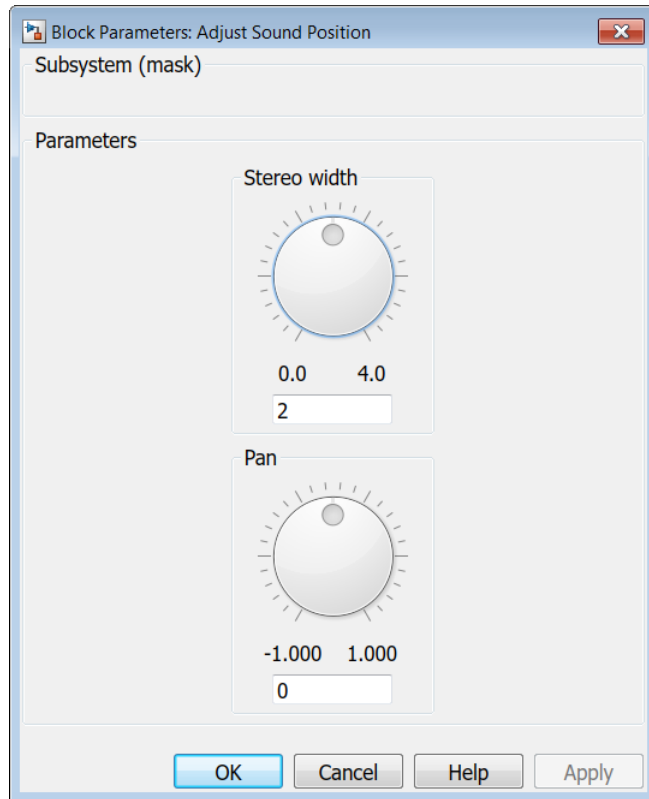 Block Parameters: Adjust Sound Position
Subsystem (mask)
Parameters
Stereo width
0.0 4.0
2
Pan
-1.000 1.000
0
OK Cancel Help Apply